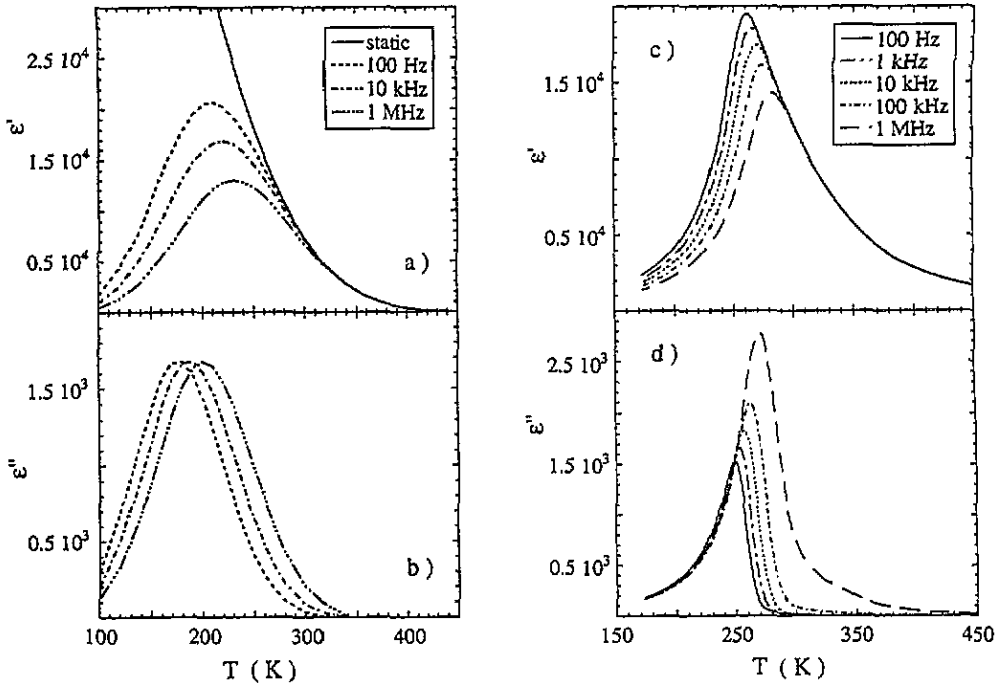 static
100 Hz
10 kHz
1 MHz
2.5 10⁴
1.5 10⁴
0.5 10⁴
ε'
a )
1.5 10³
0.5 10³
ε"
b )
100 200 300 400
T ( K )
c )
100 Hz
1 kHz
10 kHz
100 kHz
1 MHz
1.5 10⁴
0.5 10⁴
ε'
d )
2.5 10³
1.5 10³
0.5 10³
ε"
150 250 350 450
T ( K )